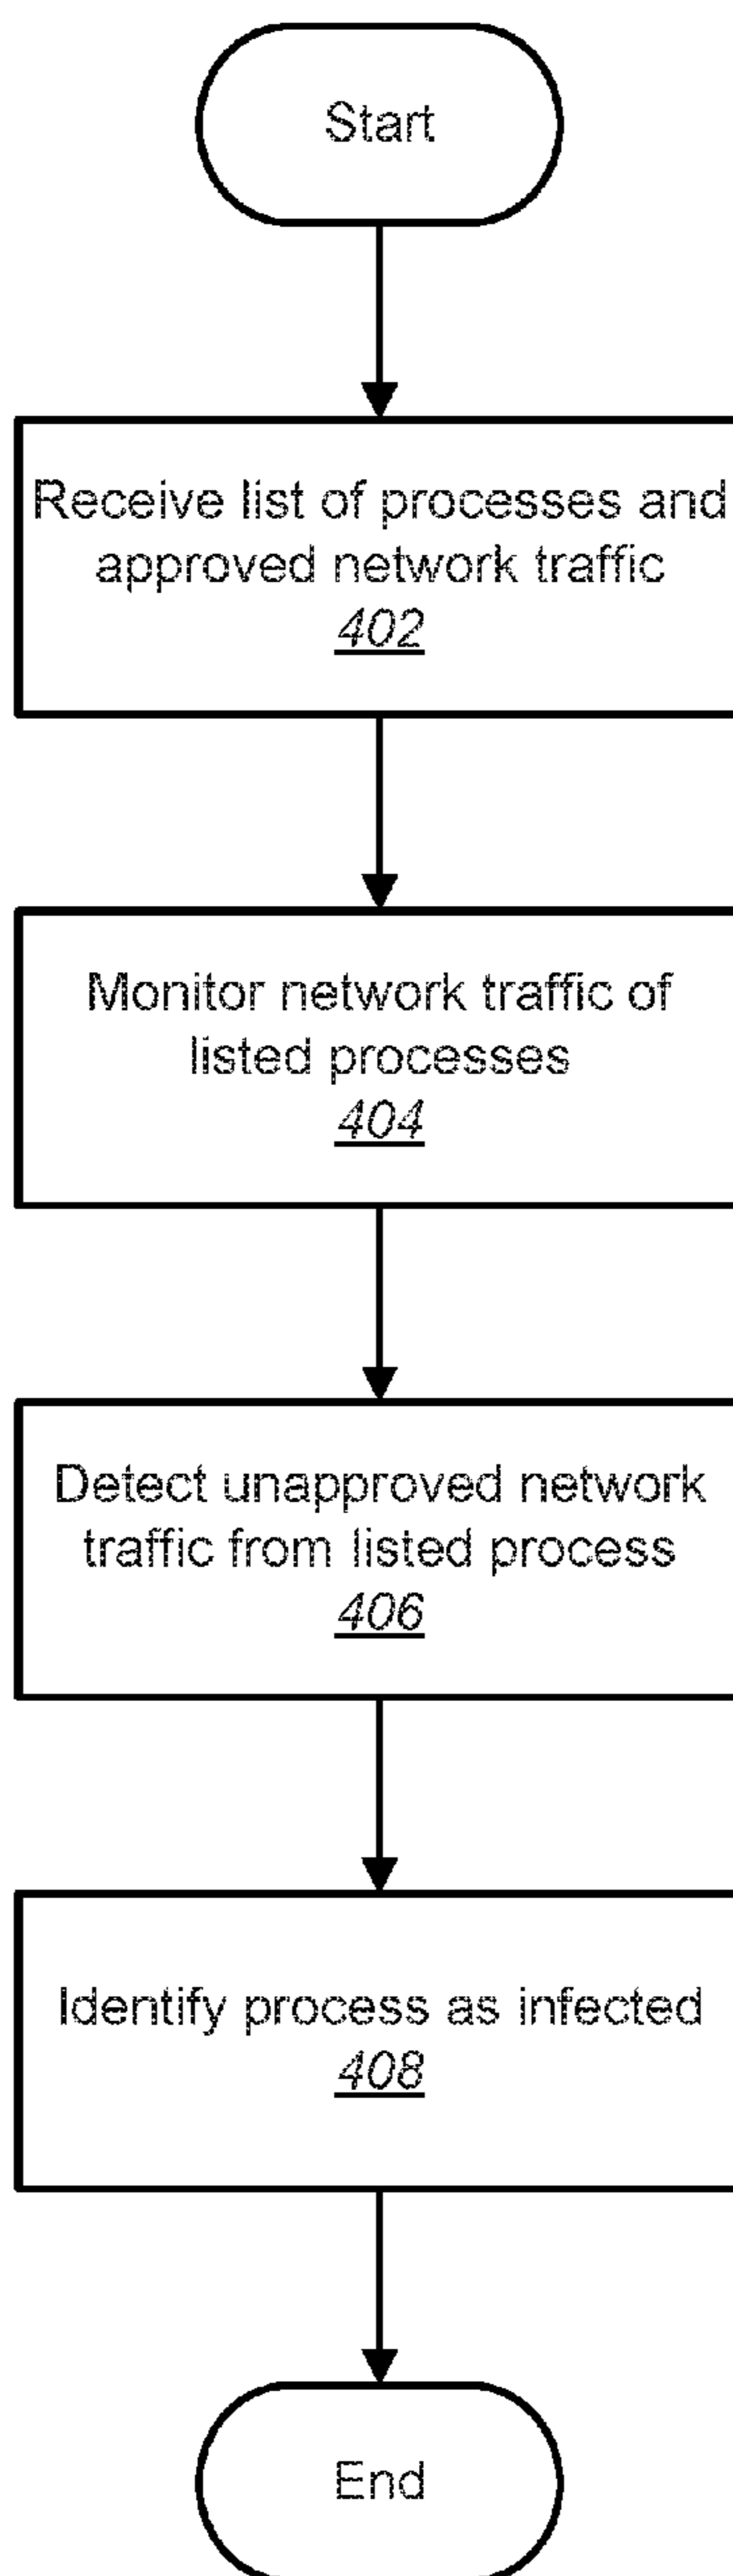 Start
Receive list of processes and
approved network traffic
402
Monitor network traffic of
listed processes
404
Detect unapproved network
traffic from listed process
406
Identify process as infected
408
End